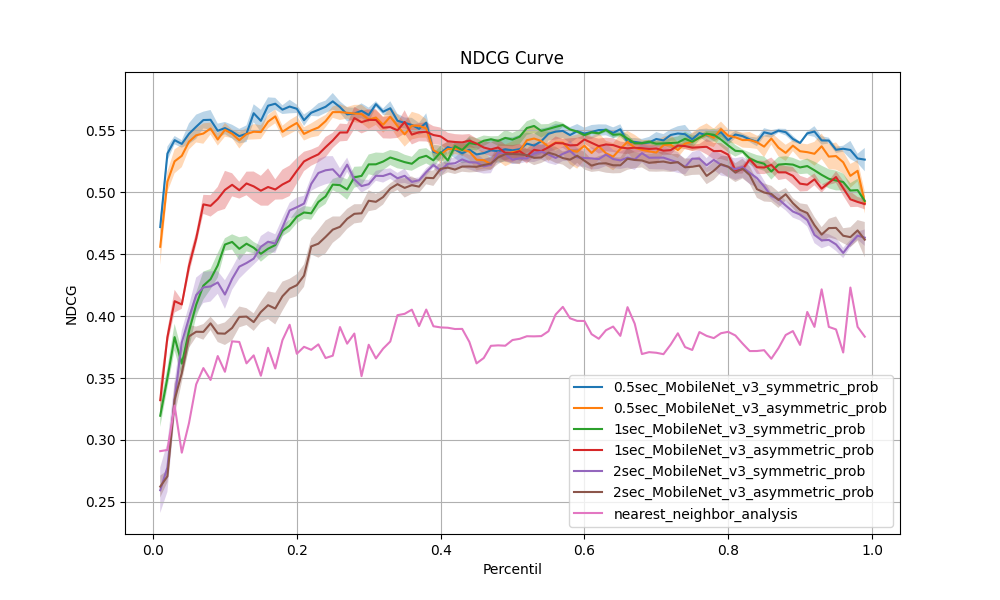 NDCG Curve
NDCG
0.55
0.50
0.45
0.40
0.35
0.30
0.25
0.0 0.2 0.4 0.6 0.8 1.0
Percentil
0.5sec_MobileNet_v3_symmetric_prob
0.5sec_MobileNet_v3_asymmetric_prob
1sec_MobileNet_v3_symmetric_prob
1sec_MobileNet_v3_asymmetric_prob
2sec_MobileNet_v3_symmetric_prob
2sec_MobileNet_v3_asymmetric_prob
nearest_neighbor_analysis